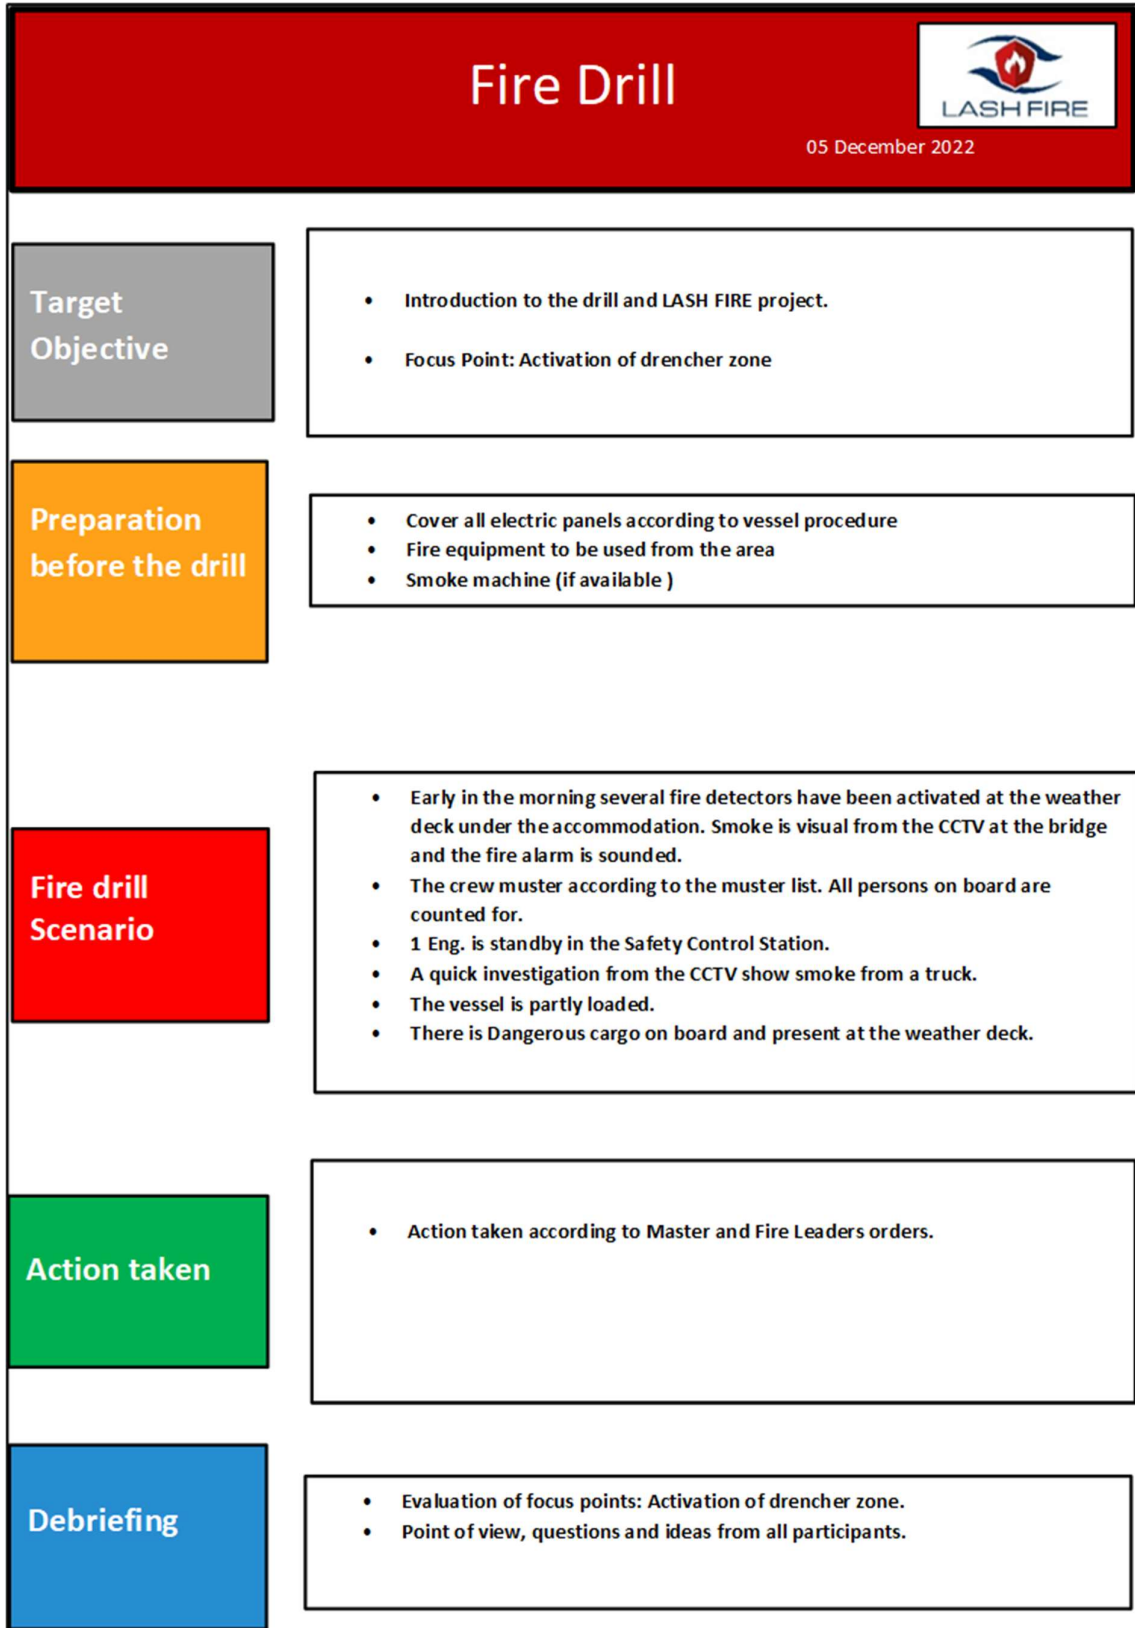 Fire Drill
LASH FIRE
05 December 2022
Target
Objective
• Introduction to the drill and LASH FIRE project.
• Focus Point: Activation of drencher zone
Preparation
before the drill
• Cover all electric panels according to vessel procedure
• Fire equipment to be used from the area
• Smoke machine (if available )
Fire drill
Scenario
• Early in the morning several fire detectors have been activated at the weather
deck under the accommodation. Smoke is visual from the CCTV at the bridge
and the fire alarm is sounded.
• The crew muster according to the muster list. All persons on board are
counted for.
• 1 Eng. is standby in the Safety Control Station.
• A quick investigation from the CCTV show smoke from a truck.
• The vessel is partly loaded.
• There is Dangerous cargo on board and present at the weather deck.
Action taken
• Action taken according to Master and Fire Leaders orders.
Debriefing
• Evaluation of focus points: Activation of drencher zone.
• Point of view, questions and ideas from all participants.